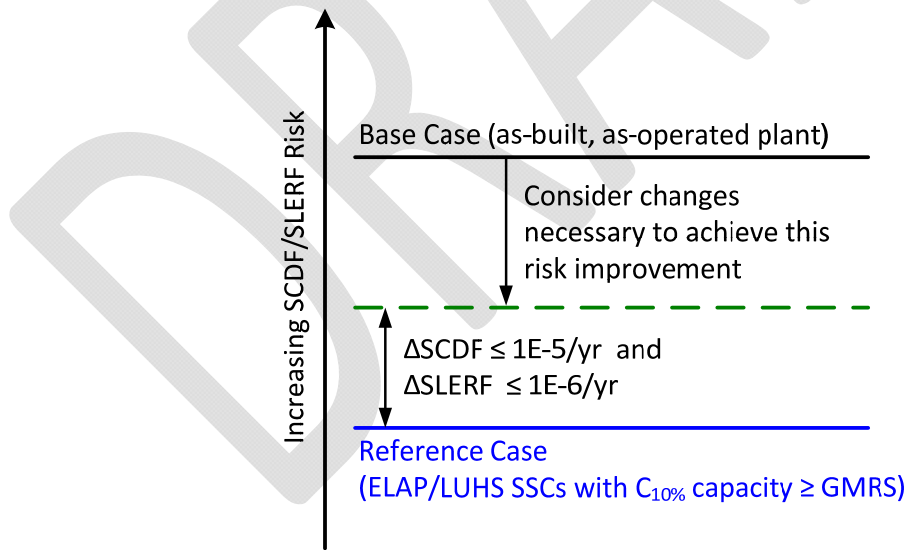 DRA
Increasing SCDF/SLERF Risk
Base Case (as-built, as-operated plant)
Consider changes
necessary to achieve this
risk improvement
ΔSCDF ≤ 1E-5/yr and
ΔSLERF ≤ 1E-6/yr
Reference Case
(ELAP/LUHS SSCs with C10% capacity ≥ GMRS)